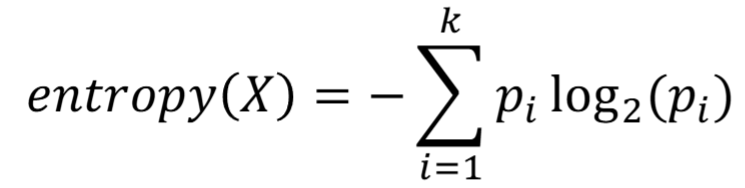 entropy(X) = − ∑_{i=1}^{k} p_i log_2(p_i)